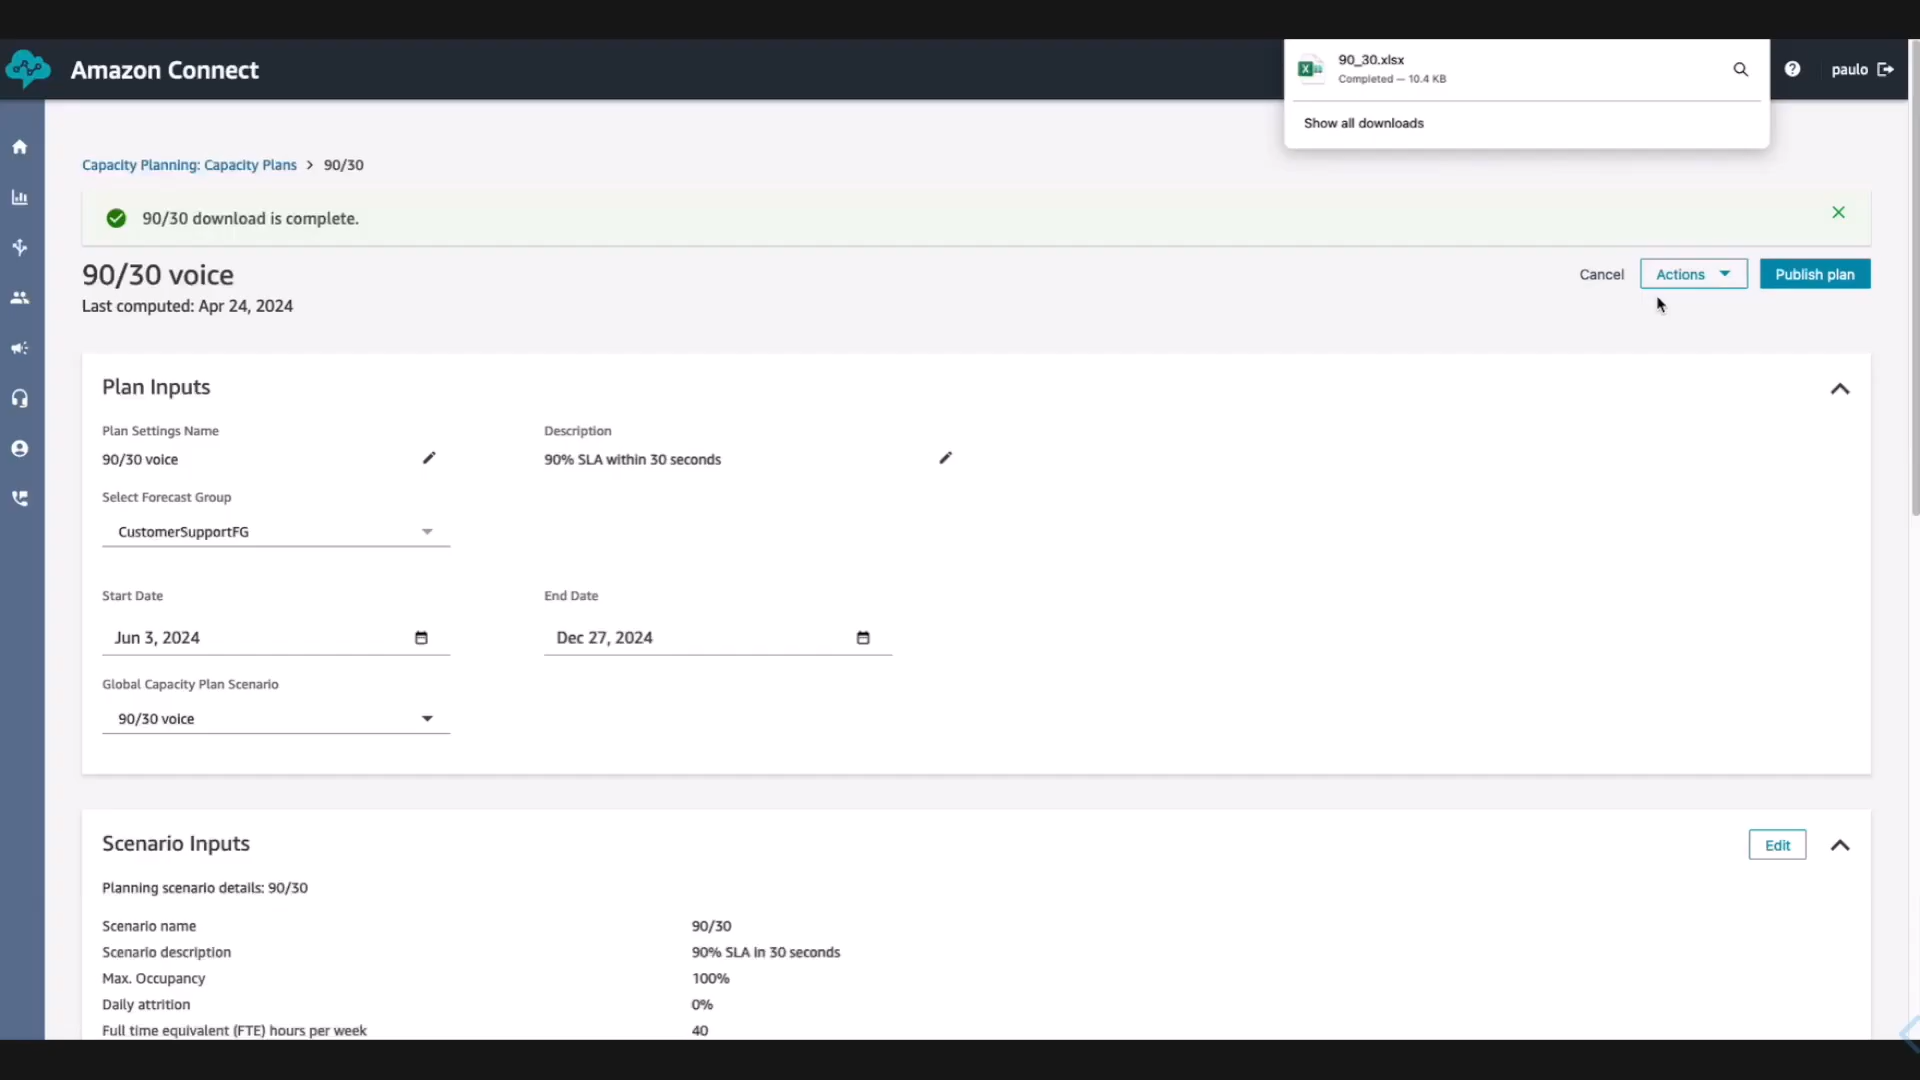 Amazon Connect
90_30.xlsx
Completed — 10.4 KB
Show all downloads
paulo
Capacity Planning: Capacity Plans > 90/30
90/30 download is complete.
90/30 voice
Cancel
Actions
Publish plan
Last computed: Apr 24, 2024
Plan Inputs
Plan Settings Name
Description
90/30 voice
90% SLA within 30 seconds
Select Forecast Group
CustomerSupportFG
Start Date
End Date
Jun 3, 2024
Dec 27, 2024
Global Capacity Plan Scenario
90/30 voice
Scenario Inputs
Edit
Planning scenario details: 90/30
Scenario name
90/30
Scenario description
90% SLA in 30 seconds
Max. Occupancy
100%
Daily attrition
0%
Full time equivalent (FTE) hours per week
40